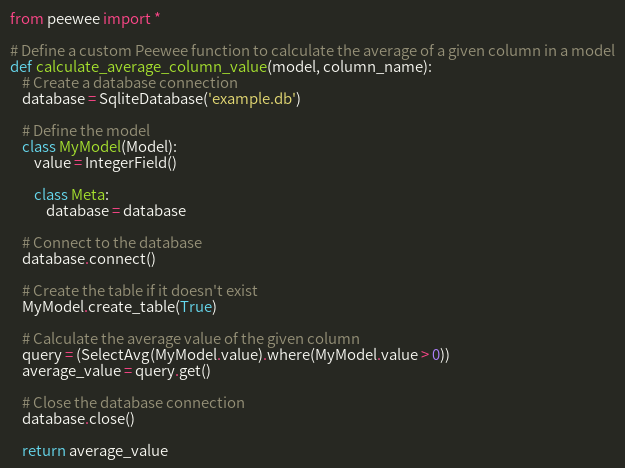 from peewee import *

# Define a custom Peewee function to calculate the average of a given column in a model
def calculate_average_column_value(model, column_name):
    # Create a database connection
    database = SqliteDatabase('example.db')

    # Define the model
    class MyModel(Model):
        value = IntegerField()

        class Meta:
            database = database

    # Connect to the database
    database.connect()

    # Create the table if it doesn't exist
    MyModel.create_table(True)

    # Calculate the average value of the given column
    query = (SelectAvg(MyModel.value).where(MyModel.value > 0))
    average_value = query.get()

    # Close the database connection
    database.close()

    return average_value